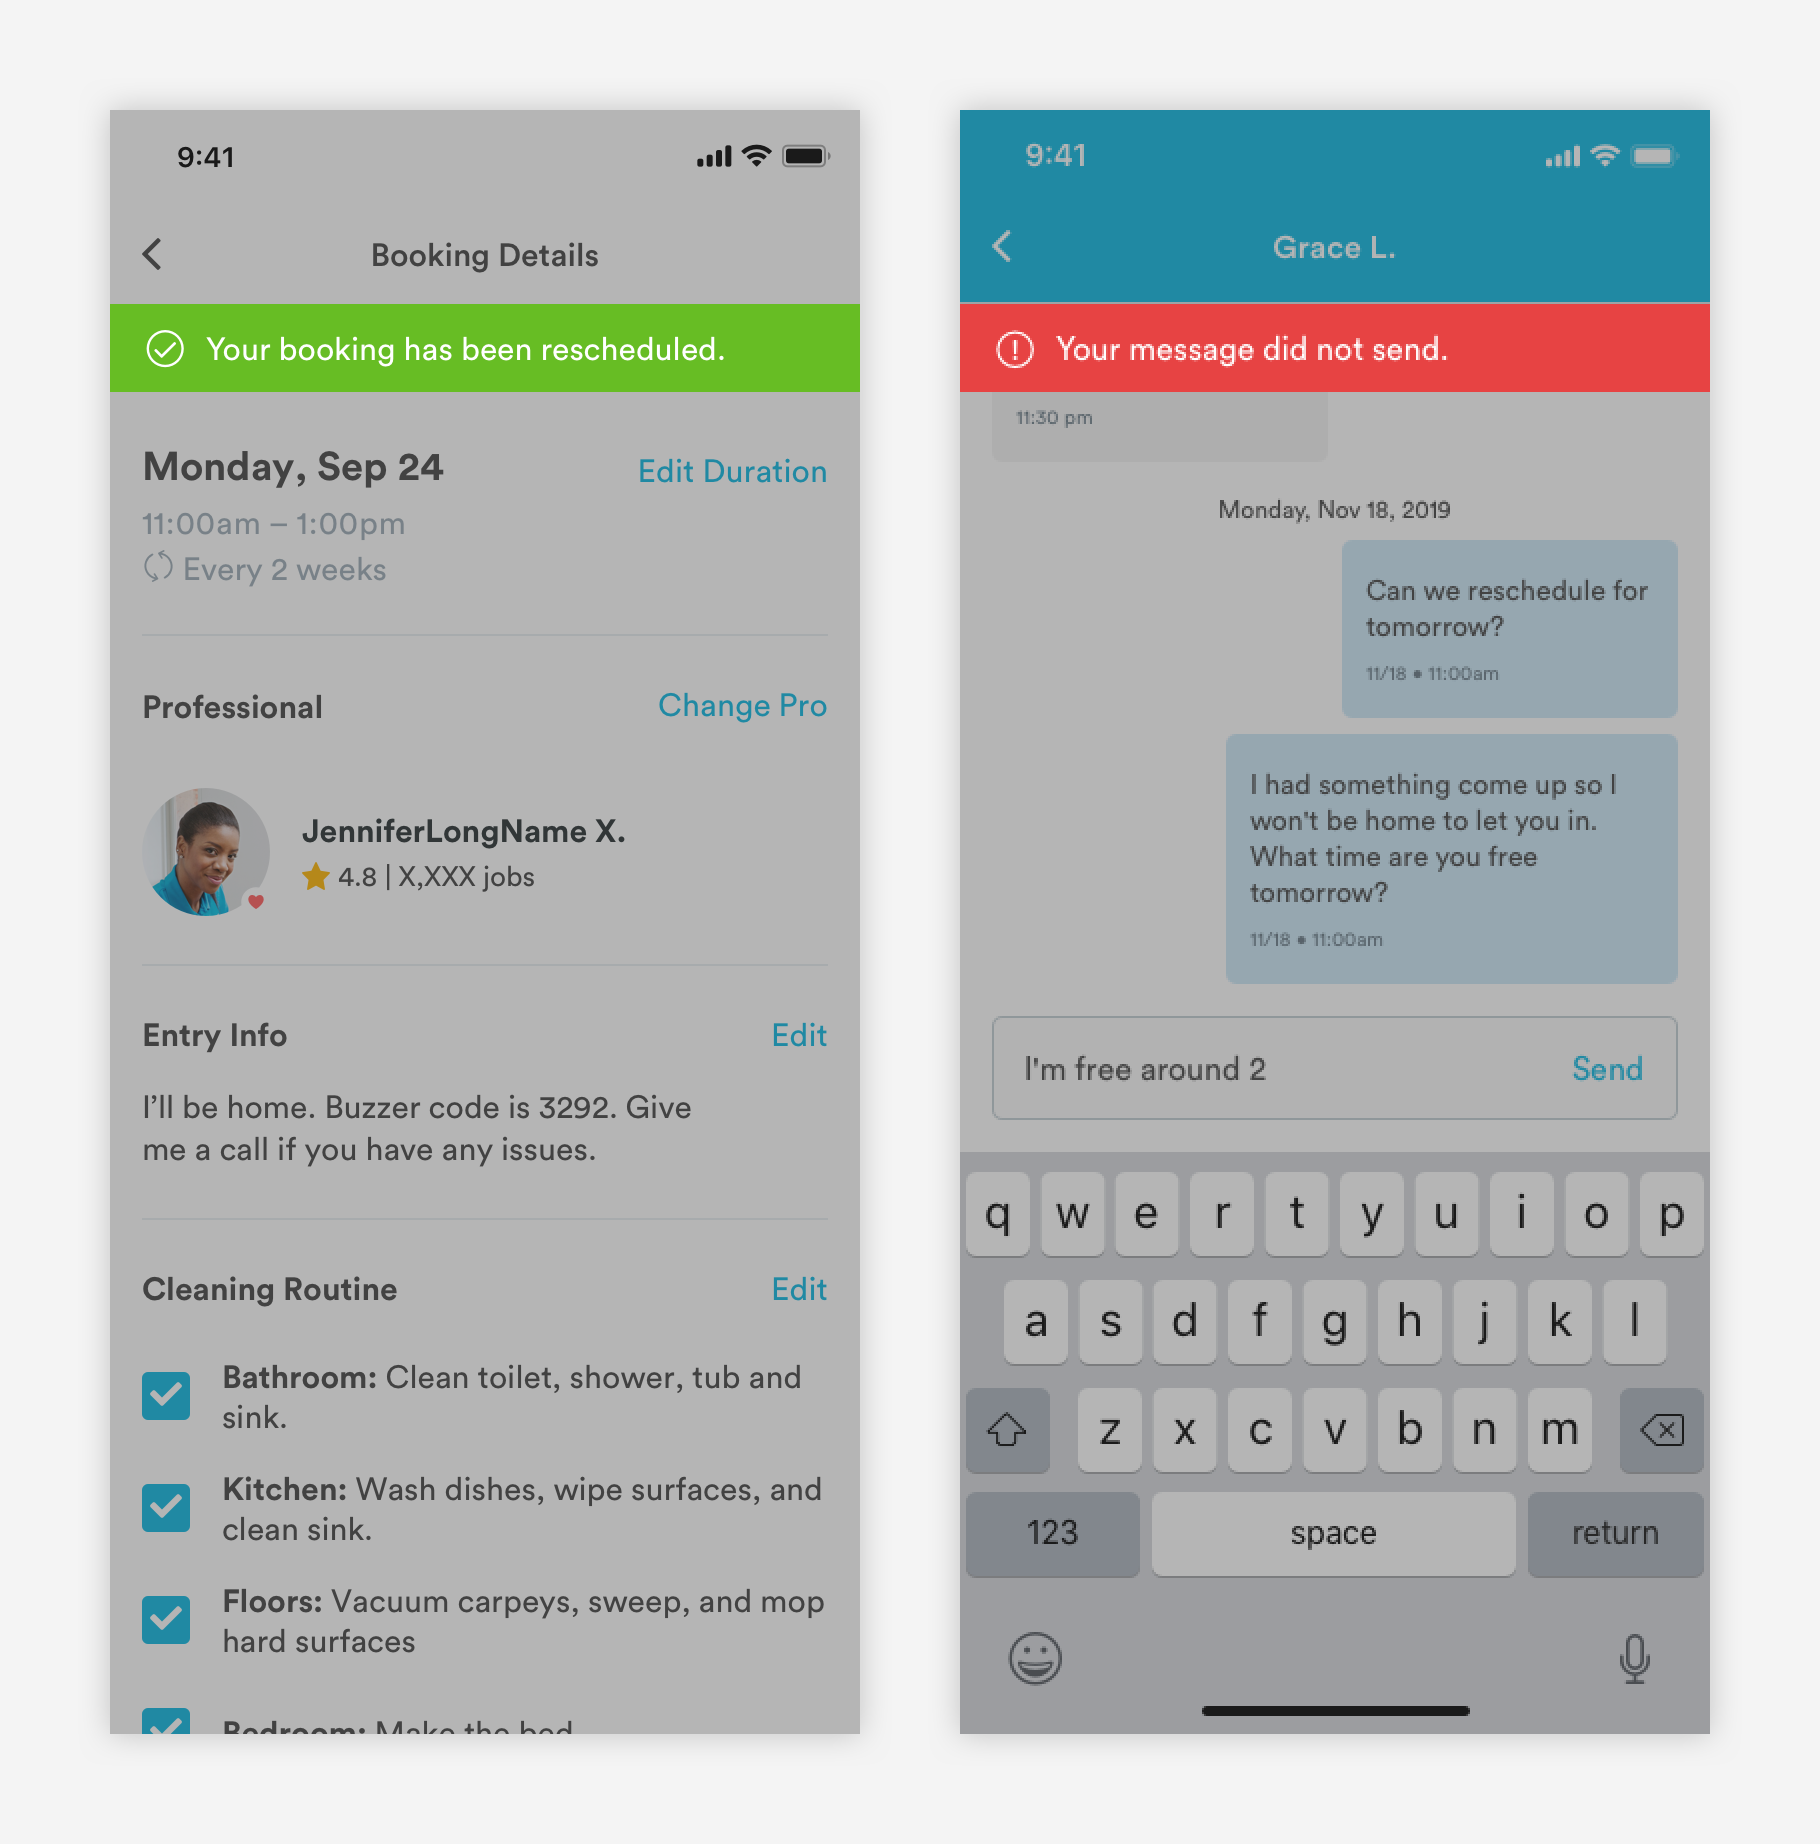 9:41
Booking Details
Your booking has been rescheduled.
Monday, Sep 24
Edit Duration
11:00am – 1:00pm
Every 2 weeks
Professional
Change Pro
JenniferLongName X.
4.8 | X,XXX jobs
Entry Info
Edit
I’ll be home. Buzzer code is 3292. Give
me a call if you have any issues.
Cleaning Routine
Edit
Bathroom: Clean toilet, shower, tub and
sink.
Kitchen: Wash dishes, wipe surfaces, and
clean sink.
Floors: Vacuum carpeys, sweep, and mop
hard surfaces
Bedroom: Make the bed
9:41
Grace L.
Your message did not send.
11:30 pm
Monday, Nov 18, 2019
Can we reschedule for
tomorrow?
11/18 • 11:00am
I had something come up so I
won't be home to let you in.
What time are you free
tomorrow?
11/18 • 11:00am
I'm free around 2
Send
q w e r t y u i o p
a s d f g h j k l
z x c v b n m
123 space return